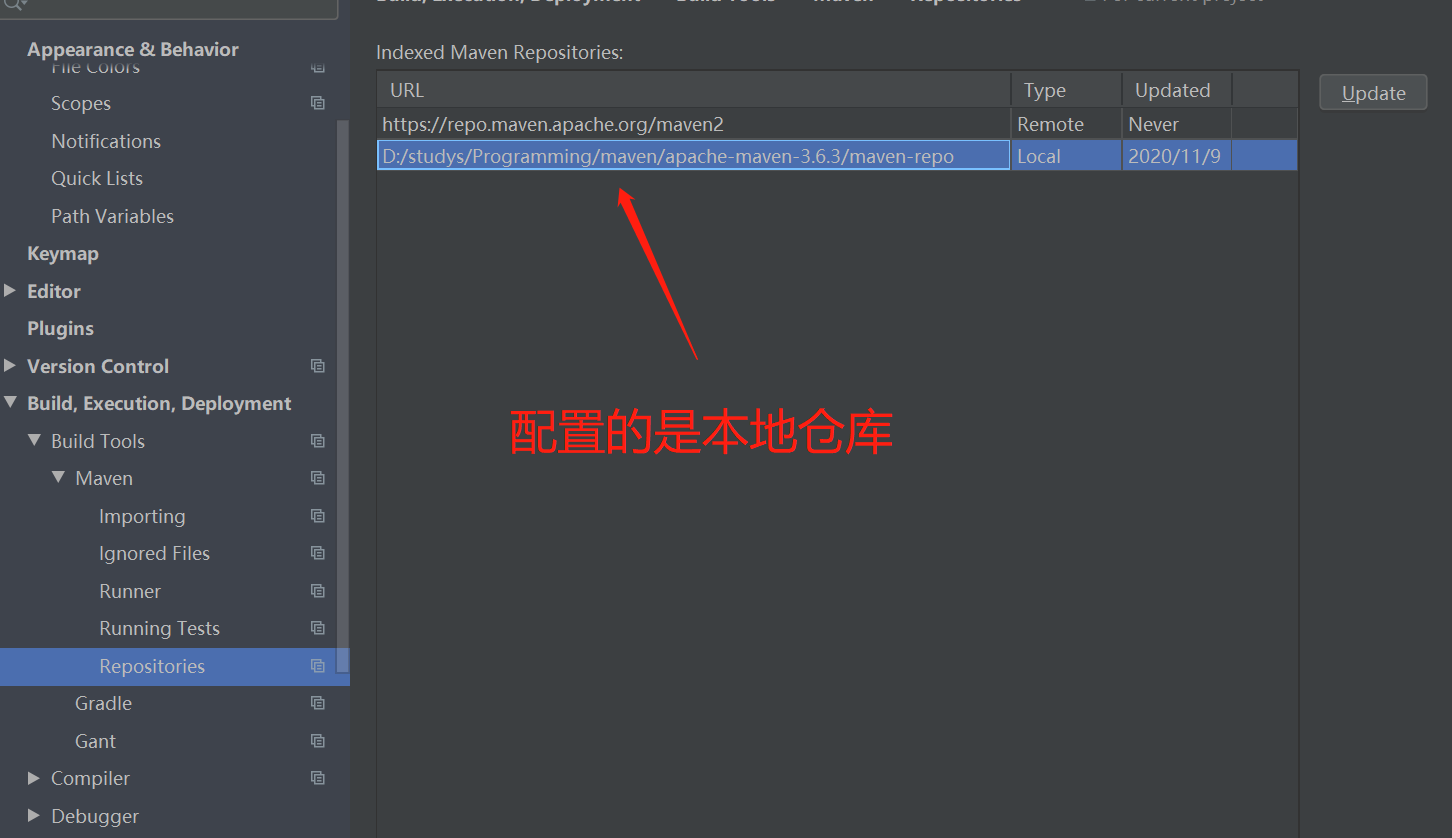 Appearance & Behavior
File Colors
Scopes
Notifications
Quick Lists
Path Variables
Keymap
Editor
Plugins
Version Control
Build, Execution, Deployment
Build Tools
Maven
Importing
Ignored Files
Runner
Running Tests
Repositories
Gradle
Gant
Compiler
Debugger
Build, Execution, Deployment Build Tools Maven Repositories For current project
Indexed Maven Repositories:
URL Type Updated
https://repo.maven.apache.org/maven2 Remote Never
D:/studys/Programming/maven/apache-maven-3.6.3/maven-repo Local 2020/11/9
Update
配置的是本地仓库